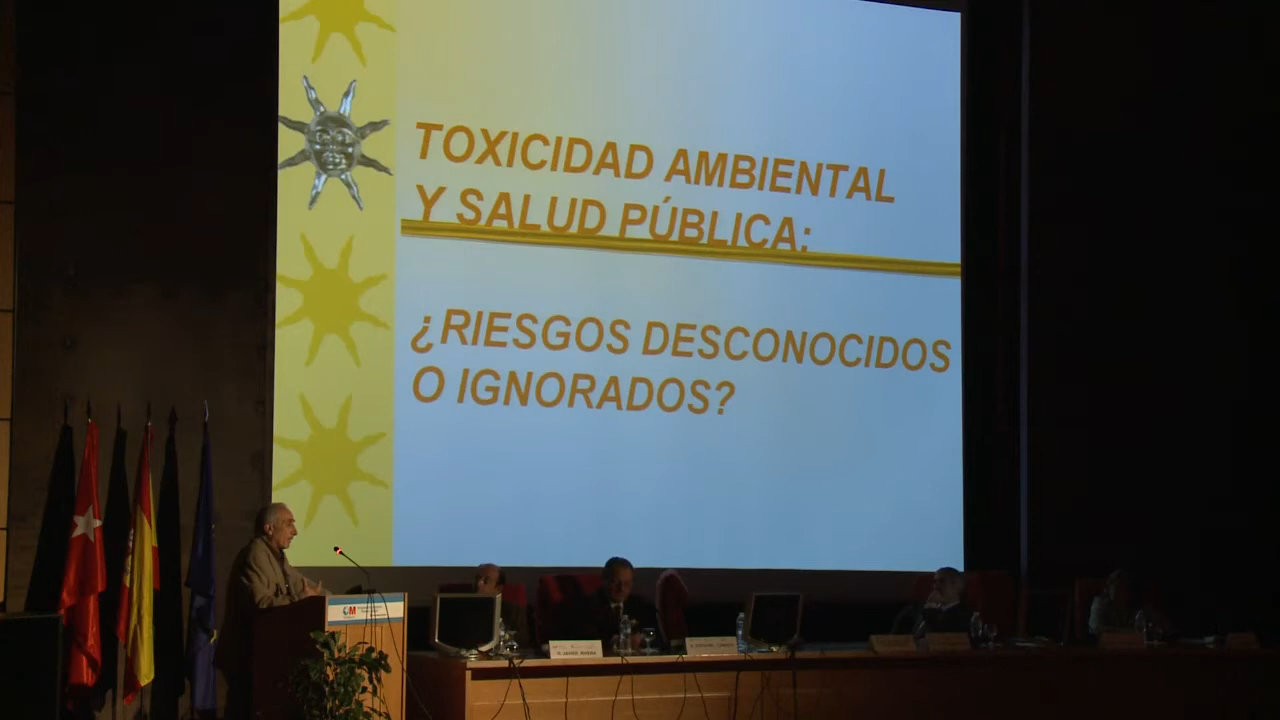 TOXICIDAD AMBIENTAL
Y SALUD PÚBLICA:
¿RIESGOS DESCONOCIDOS
O IGNORADOS?